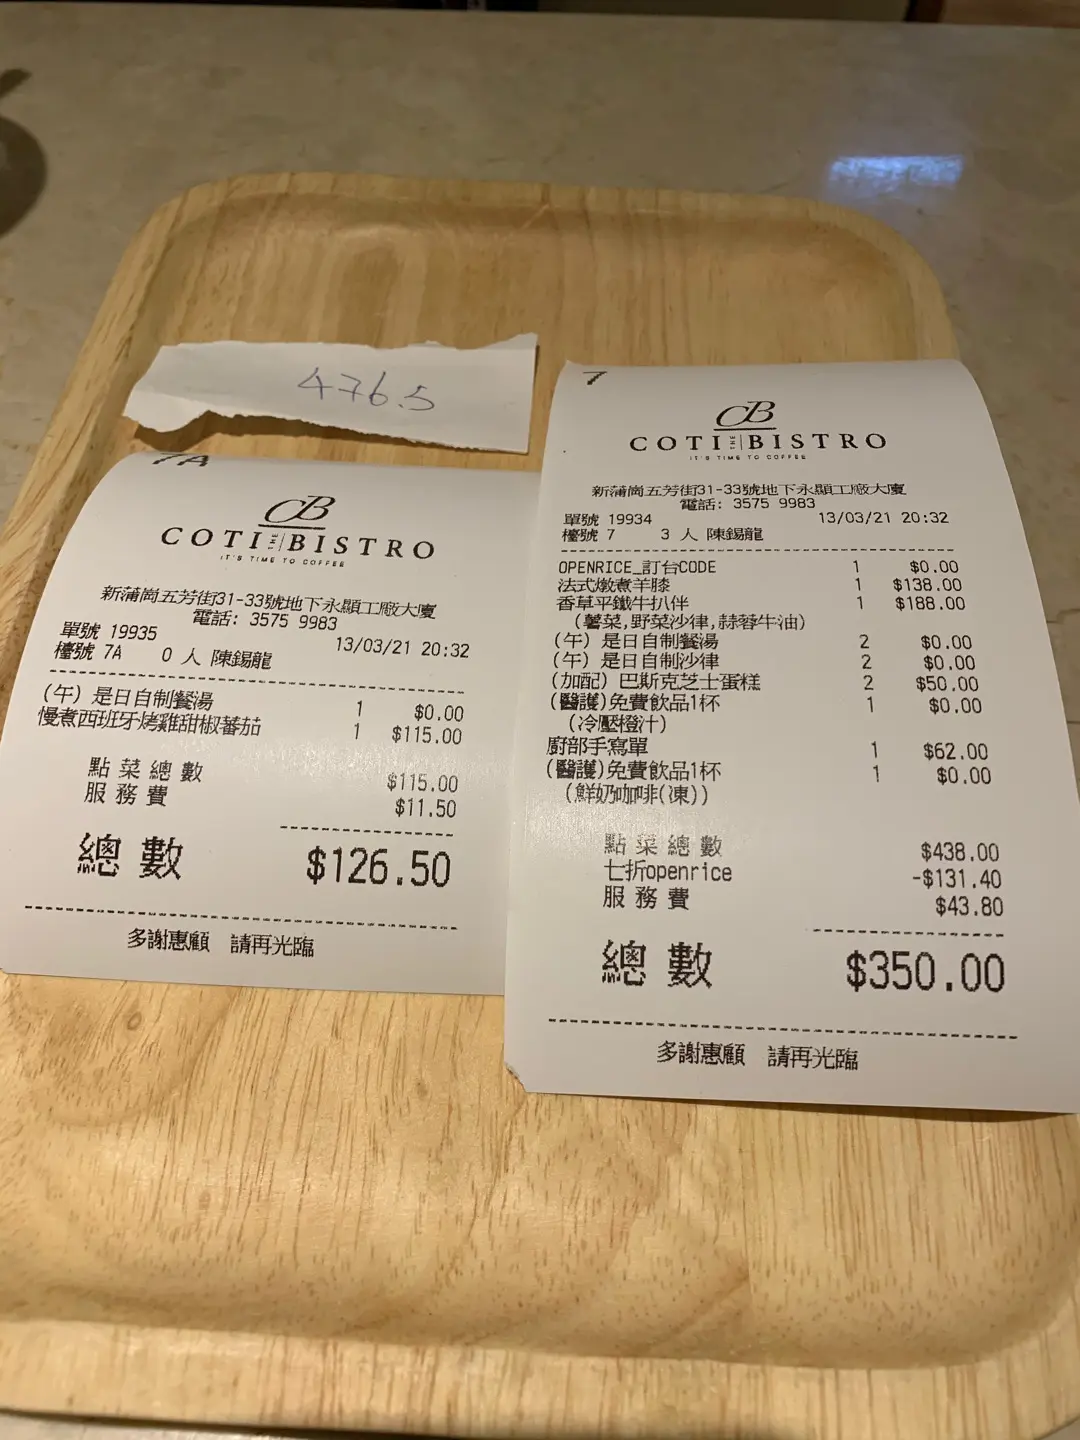 476.5
7A
CB
COTI THE BISTRO
IT'S TIME TO COFFEE
新蒲崗五芳街31-33號地下永顯工廠大廈
電話: 3575 9983
單號 19935 13/03/21 20:32
檯號 7A 0 人 陳錫龍
(午) 是日自制餐湯 1 $0.00
慢煮西班牙烤雞甜椒蕃茄 1 $115.00
點菜總數 $115.00
服務費 $11.50
總數 $126.50
多謝惠顧 請再光臨
7
CB
COTI THE BISTRO
IT'S TIME TO COFFEE
新蒲崗五芳街31-33號地下永顯工廠大廈
電話: 3575 9983
單號 19934 13/03/21 20:32
檯號 7 3 人 陳錫龍
OPENRICE_訂台CODE 1 $0.00
法式燉煮羊膝 1 $138.00
香草平鐵牛扒伴 1 $188.00
(薯菜,野菜沙律,蒜蓉牛油)
(午) 是日自制餐湯 2 $0.00
(午) 是日自制沙律 2 $0.00
(加配) 巴斯克芝士蛋糕 2 $50.00
(醫護)免費飲品1杯 1 $0.00
(冷壓橙汁)
廚部手寫單 1 $62.00
(醫護)免費飲品1杯 1 $0.00
(鮮奶咖啡(凍))
點菜總數 $438.00
七折openrice -$131.40
服務費 $43.80
總數 $350.00
多謝惠顧 請再光臨